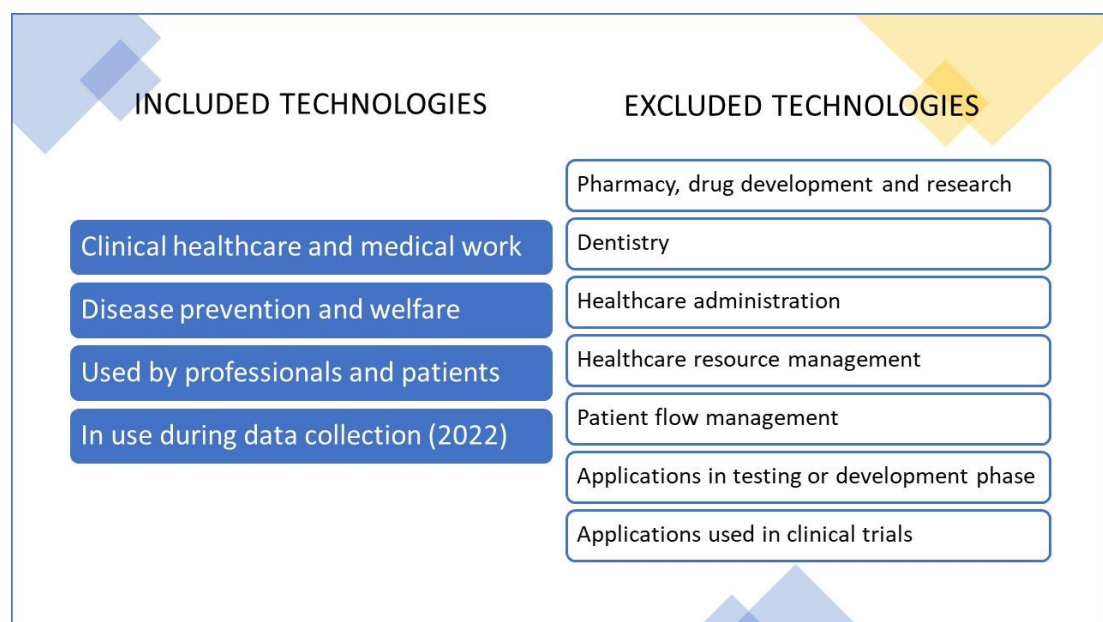 INCLUDED TECHNOLOGIES
Clinical healthcare and medical work
Disease prevention and welfare
Used by professionals and patients
In use during data collection (2022)
EXCLUDED TECHNOLOGIES
Pharmacy, drug development and research
Dentistry
Healthcare administration
Healthcare resource management
Patient flow management
Applications in testing or development phase
Applications used in clinical trials